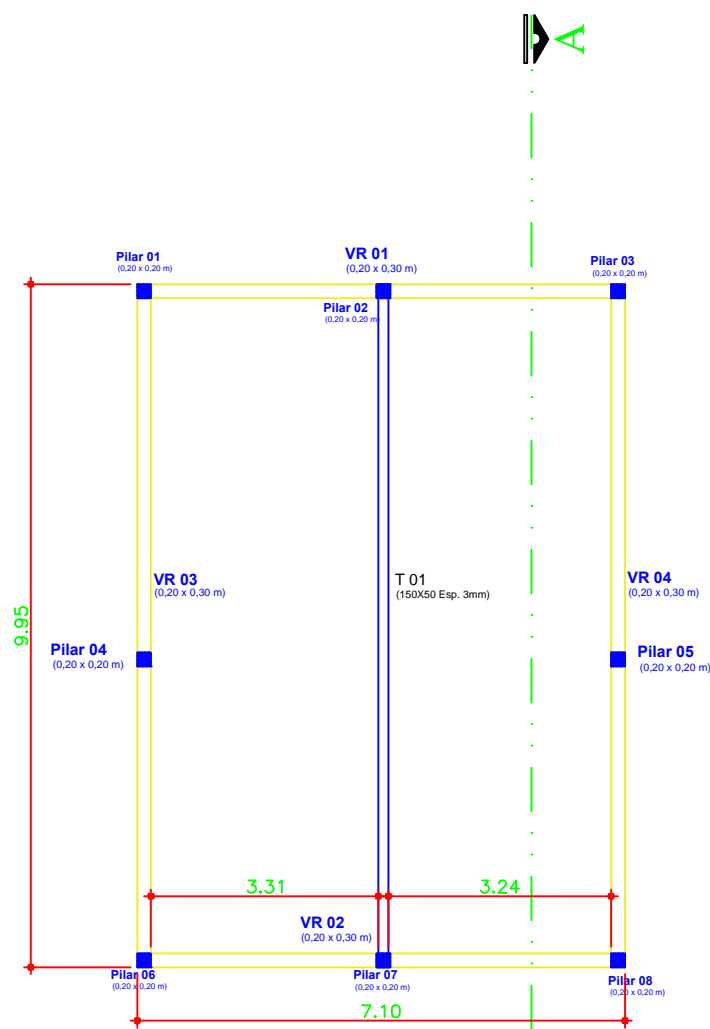 A
Pilar 01
(0,20 x 0,20 m)
VR 01
(0,20 x 0,30 m)
Pilar 03
(0,20 x 0,20 m)
Pilar 02
(0,20 x 0,20 m)
VR 03
(0,20 x 0,30 m)
T 01
(150X50 Esp. 3mm)
VR 04
(0,20 x 0,30 m)
9.95
Pilar 04
(0,20 x 0,20 m)
Pilar 05
(0,20 x 0,20 m)
3.31
3.24
VR 02
(0,20 x 0,30 m)
Pilar 06
(0,20 x 0,20 m)
Pilar 07
(0,20 x 0,20 m)
Pilar 08
(0,20 x 0,20 m)
7.10